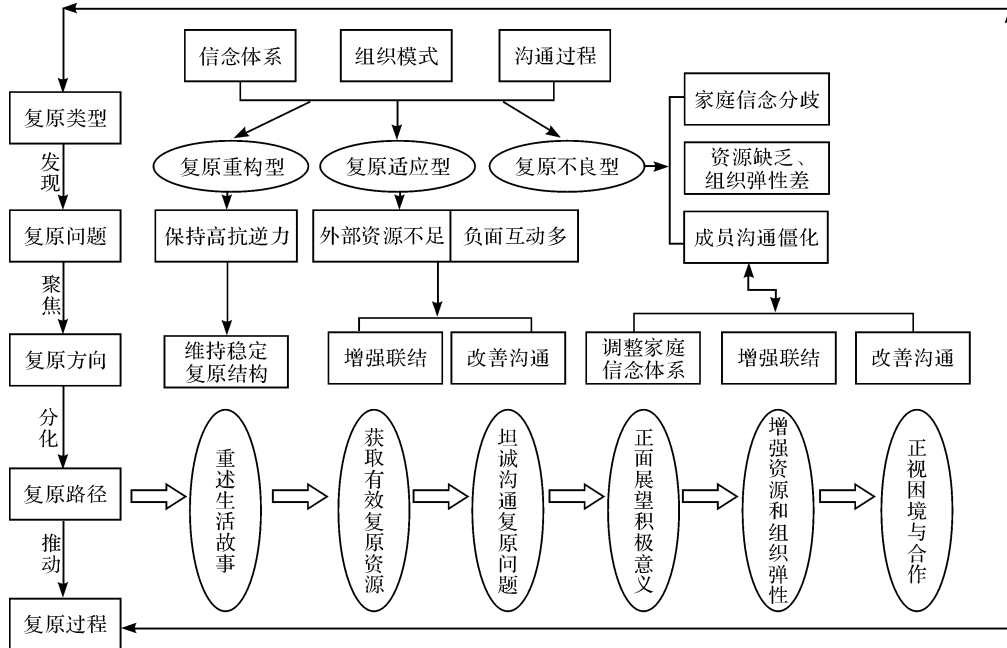 信念体系
组织模式
沟通过程
复原类型
家庭信念分歧
发现
复原重构型
复原适应型
复原不良型
资源缺乏、
组织弹性差
复原问题
保持高抗逆力
外部资源不足
负面互动多
成员沟通僵化
聚焦
复原方向
维持稳定
复原结构
增强联结
改善沟通
调整家庭
信念体系
增强联结
改善沟通
分化
复原路径
重述生活故事
获取有效复原资源
坦诚沟通复原问题
正面展望积极意义
增强资源和组织弹性
正视困境与合作
推动
复原过程